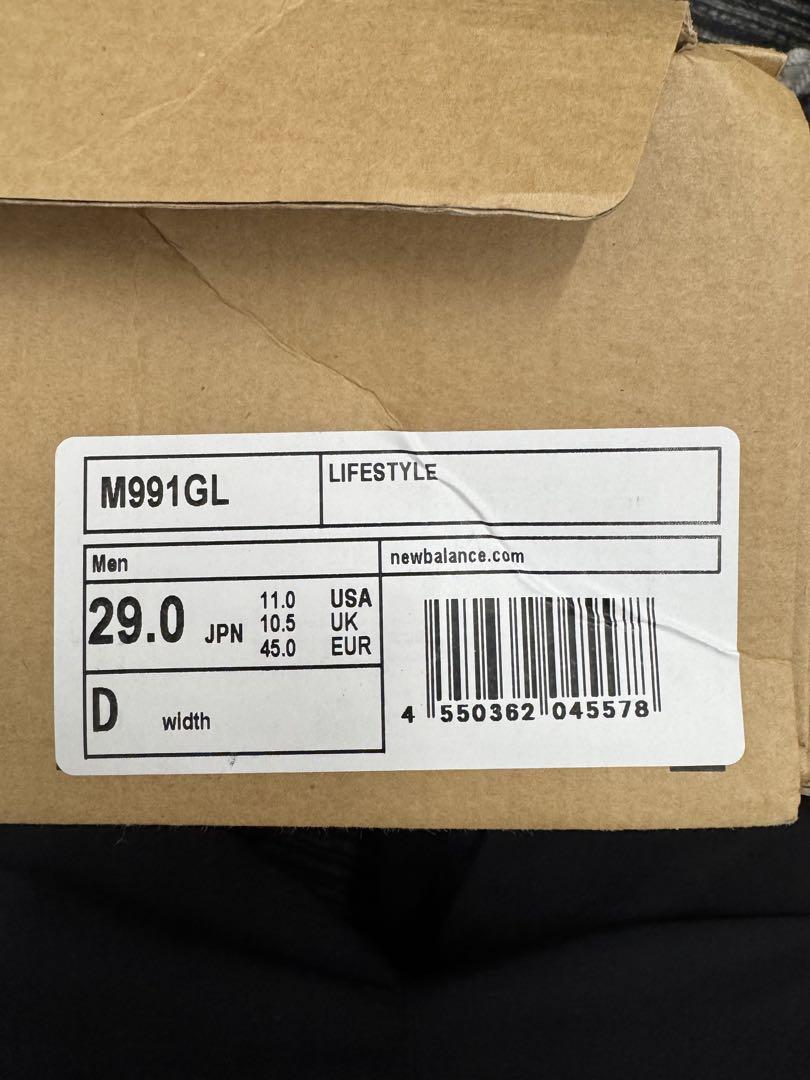 M991GL
LIFESTYLE
Men
newbalance.com
29.0 JPN
11.0 USA
10.5 UK
45.0 EUR
D width
4 550362 045578